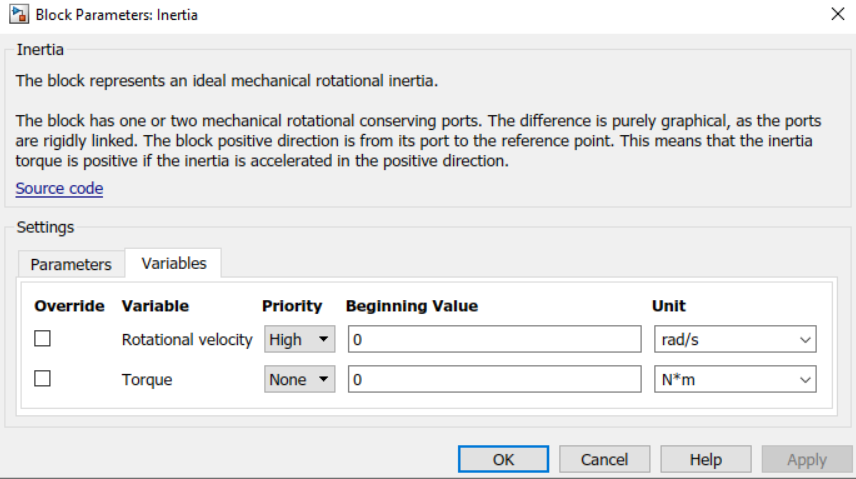 Block Parameters: Inertia
Inertia
The block represents an ideal mechanical rotational inertia.
The block has one or two mechanical rotational conserving ports. The difference is purely graphical, as the ports
are rigidly linked. The block positive direction is from its port to the reference point. This means that the inertia
torque is positive if the inertia is accelerated in the positive direction.
Source code
Settings
Parameters Variables
Override Variable Priority Beginning Value Unit
Rotational velocity High 0 rad/s
Torque None 0 N*m
OK Cancel Help Apply